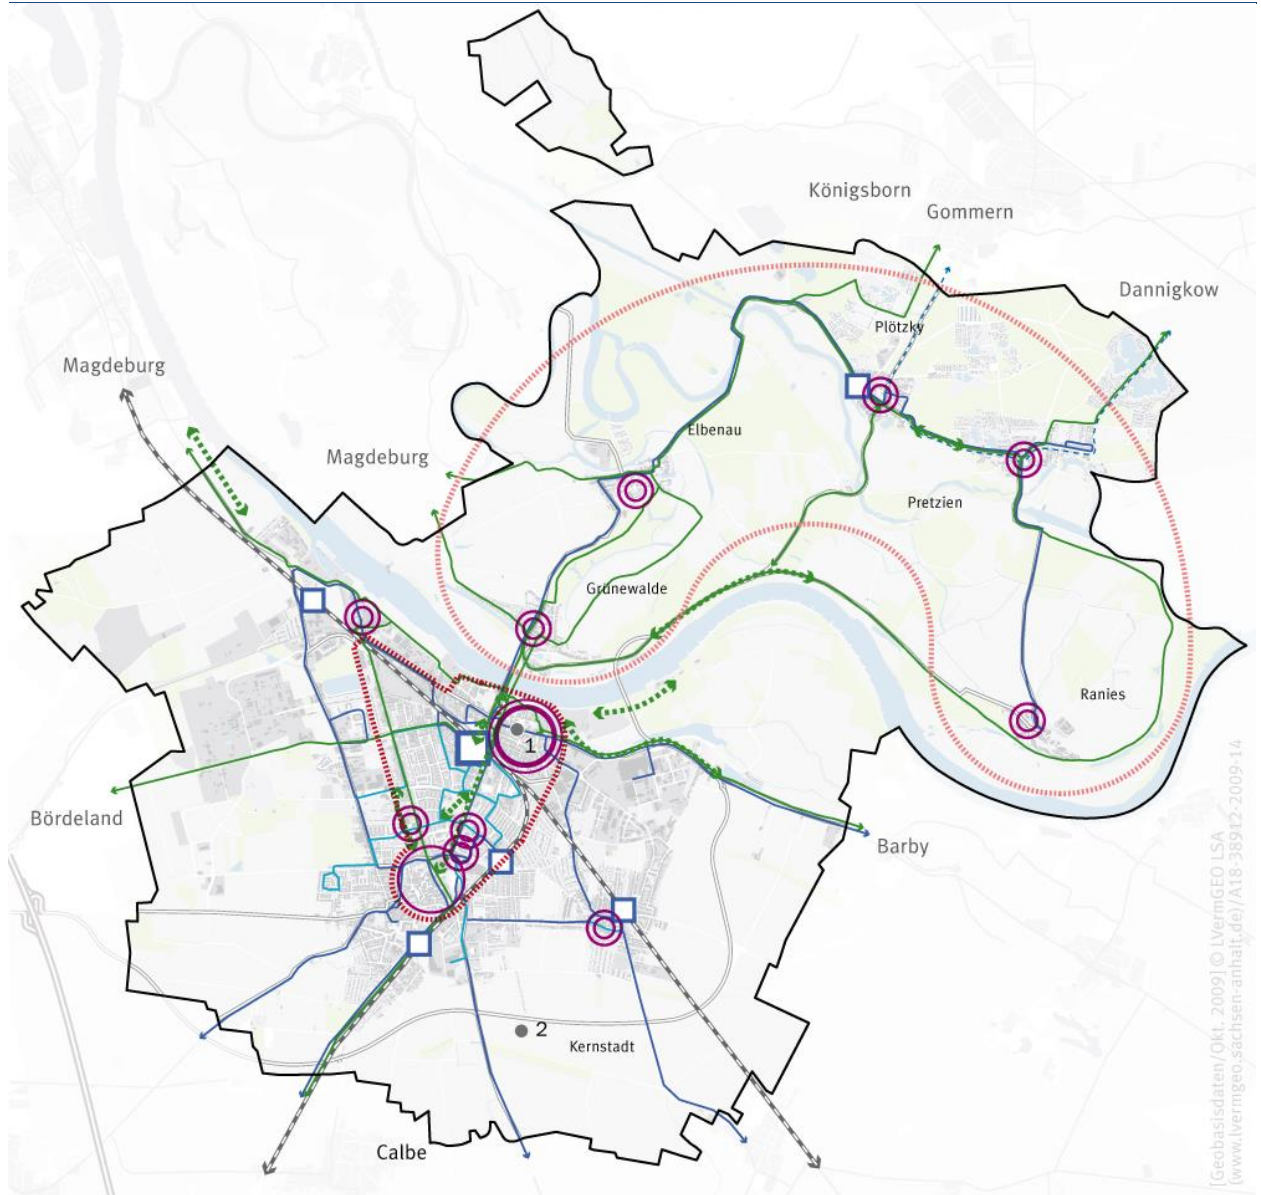 Königsborn
Gommern
Dannigkow
Plötzky
Magdeburg
Elbenau
Magdeburg
Pretzien
Grünewalde
Ranies
1
Bördeland
Barby
2
Kernstadt
Calbe
[Geobasisdaten/Okt. 2009] © LVermGEO LSA
(www.lvermgeo.sachsen-anhalt.de)/A18-38912-2009-14